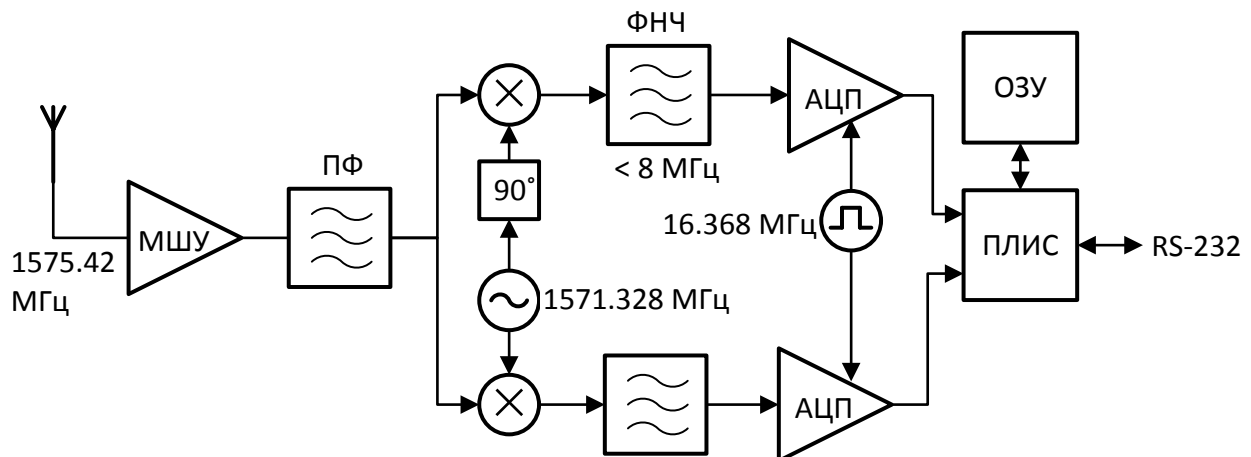 ФНЧ
АЦП
ОЗУ
ПФ
< 8 МГц
90°
16.368 МГц
МШУ
ПЛИС
RS-232
1575.42
МГц
1571.328 МГц
АЦП